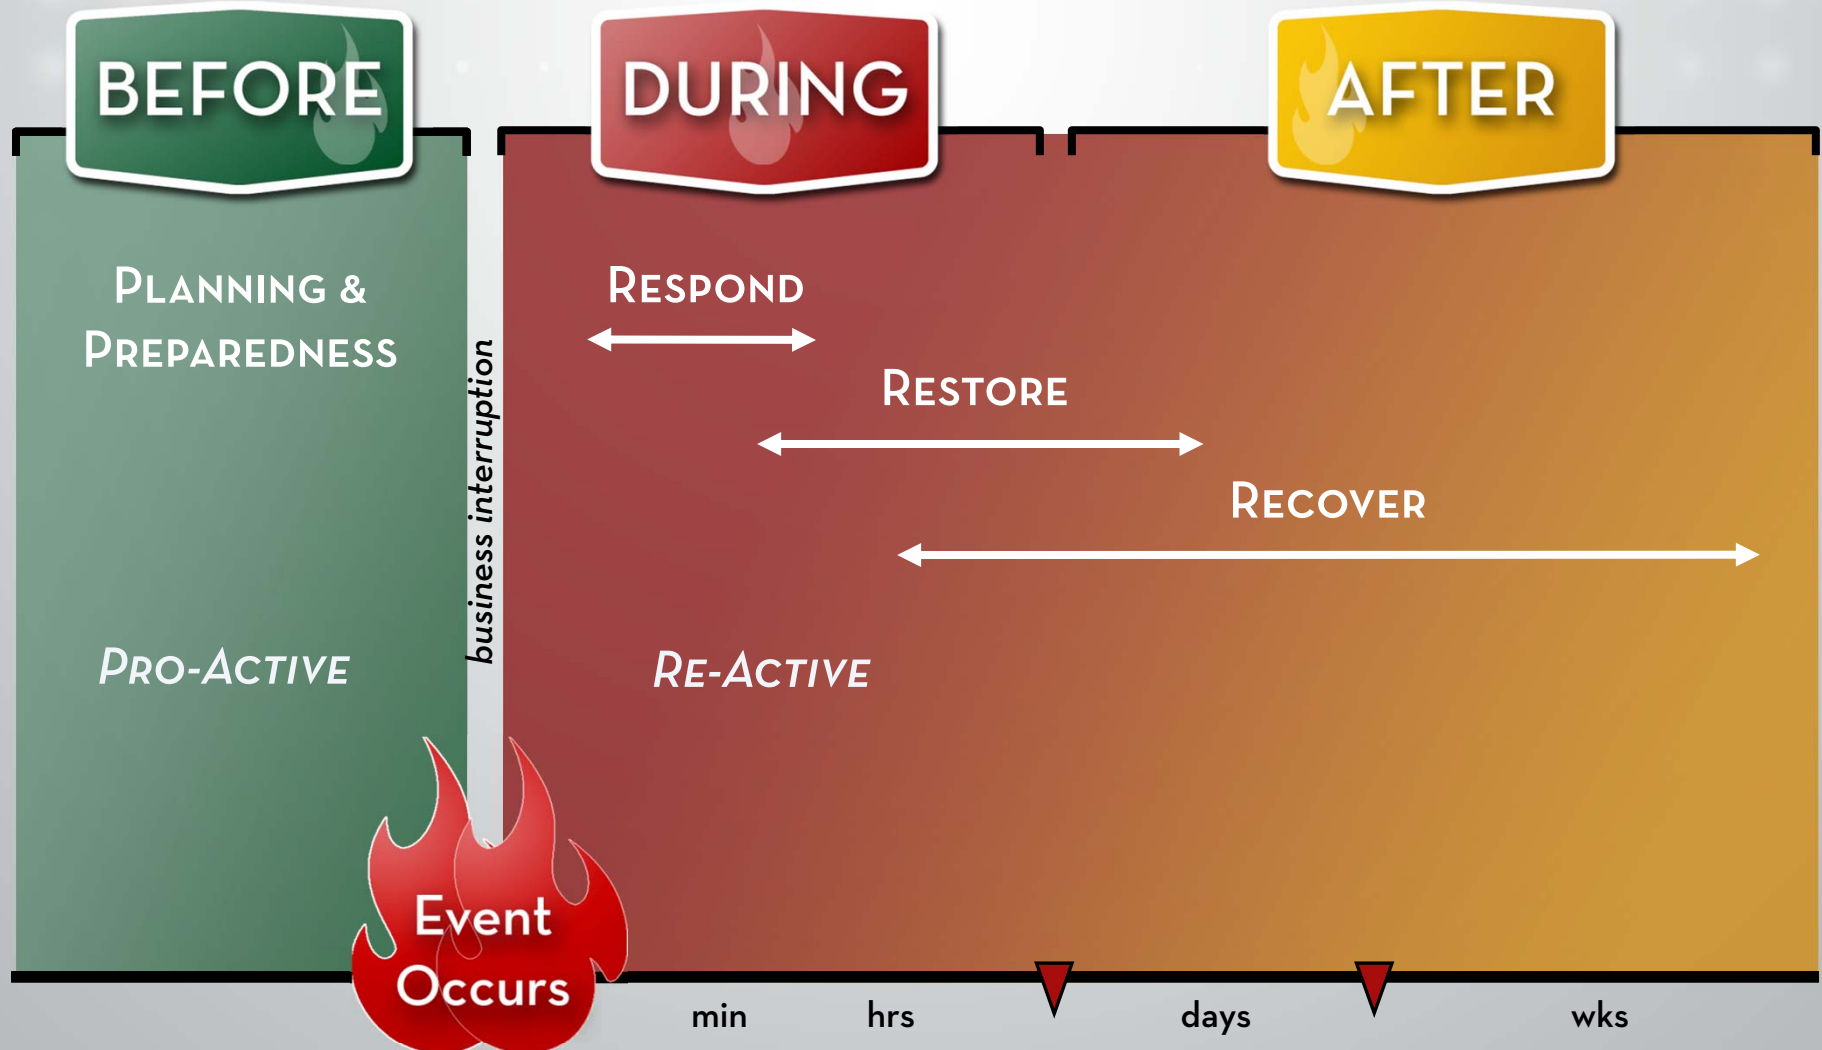 BEFORE
DURING
AFTER
PLANNING &
PREPAREDNESS
RESPOND
RESTORE
RECOVER
business interruption
PRO-ACTIVE
RE-ACTIVE
Event
Occurs
min
hrs
days
wks